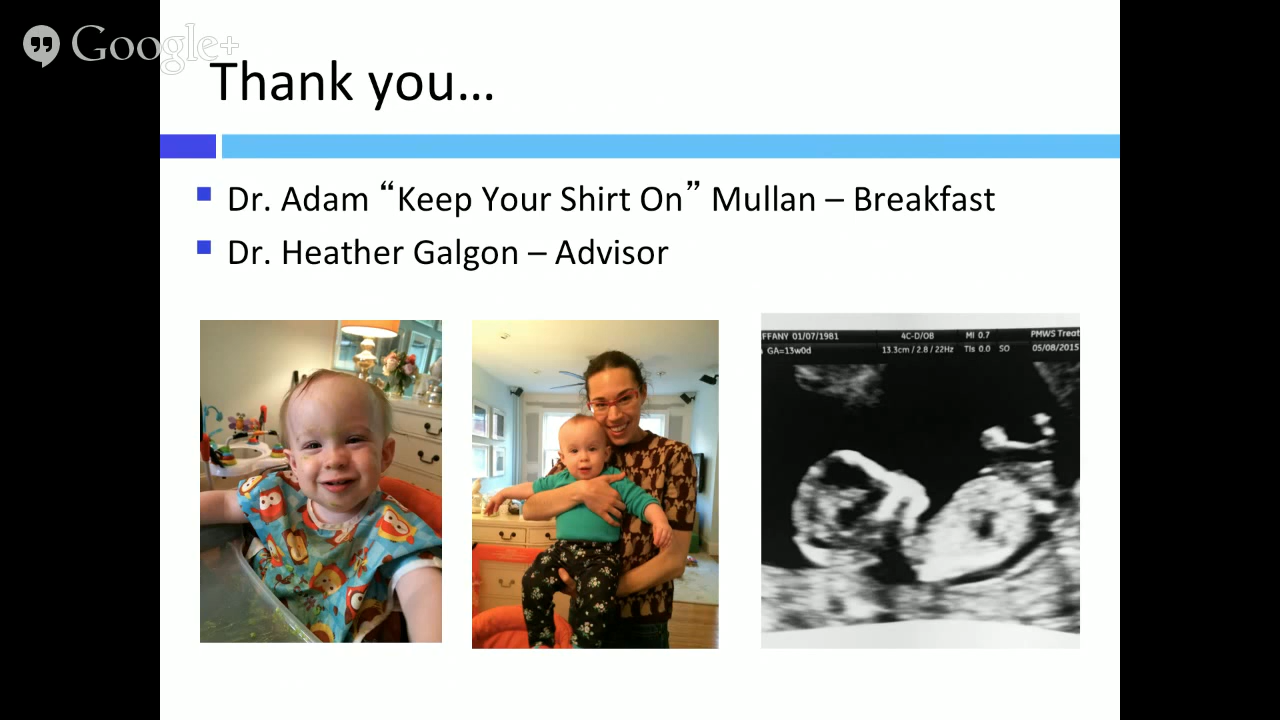 Google+
Thank you…
Dr. Adam “Keep Your Shirt On” Mullan – Breakfast
Dr. Heather Galgon – Advisor
FFANY 01/07/1981 4C-D/OB MI 0.7 PMWS Treat
GA=13w0d 13.3cm / 2.8 / 22Hz TIs 0.0 SO 05/08/2015